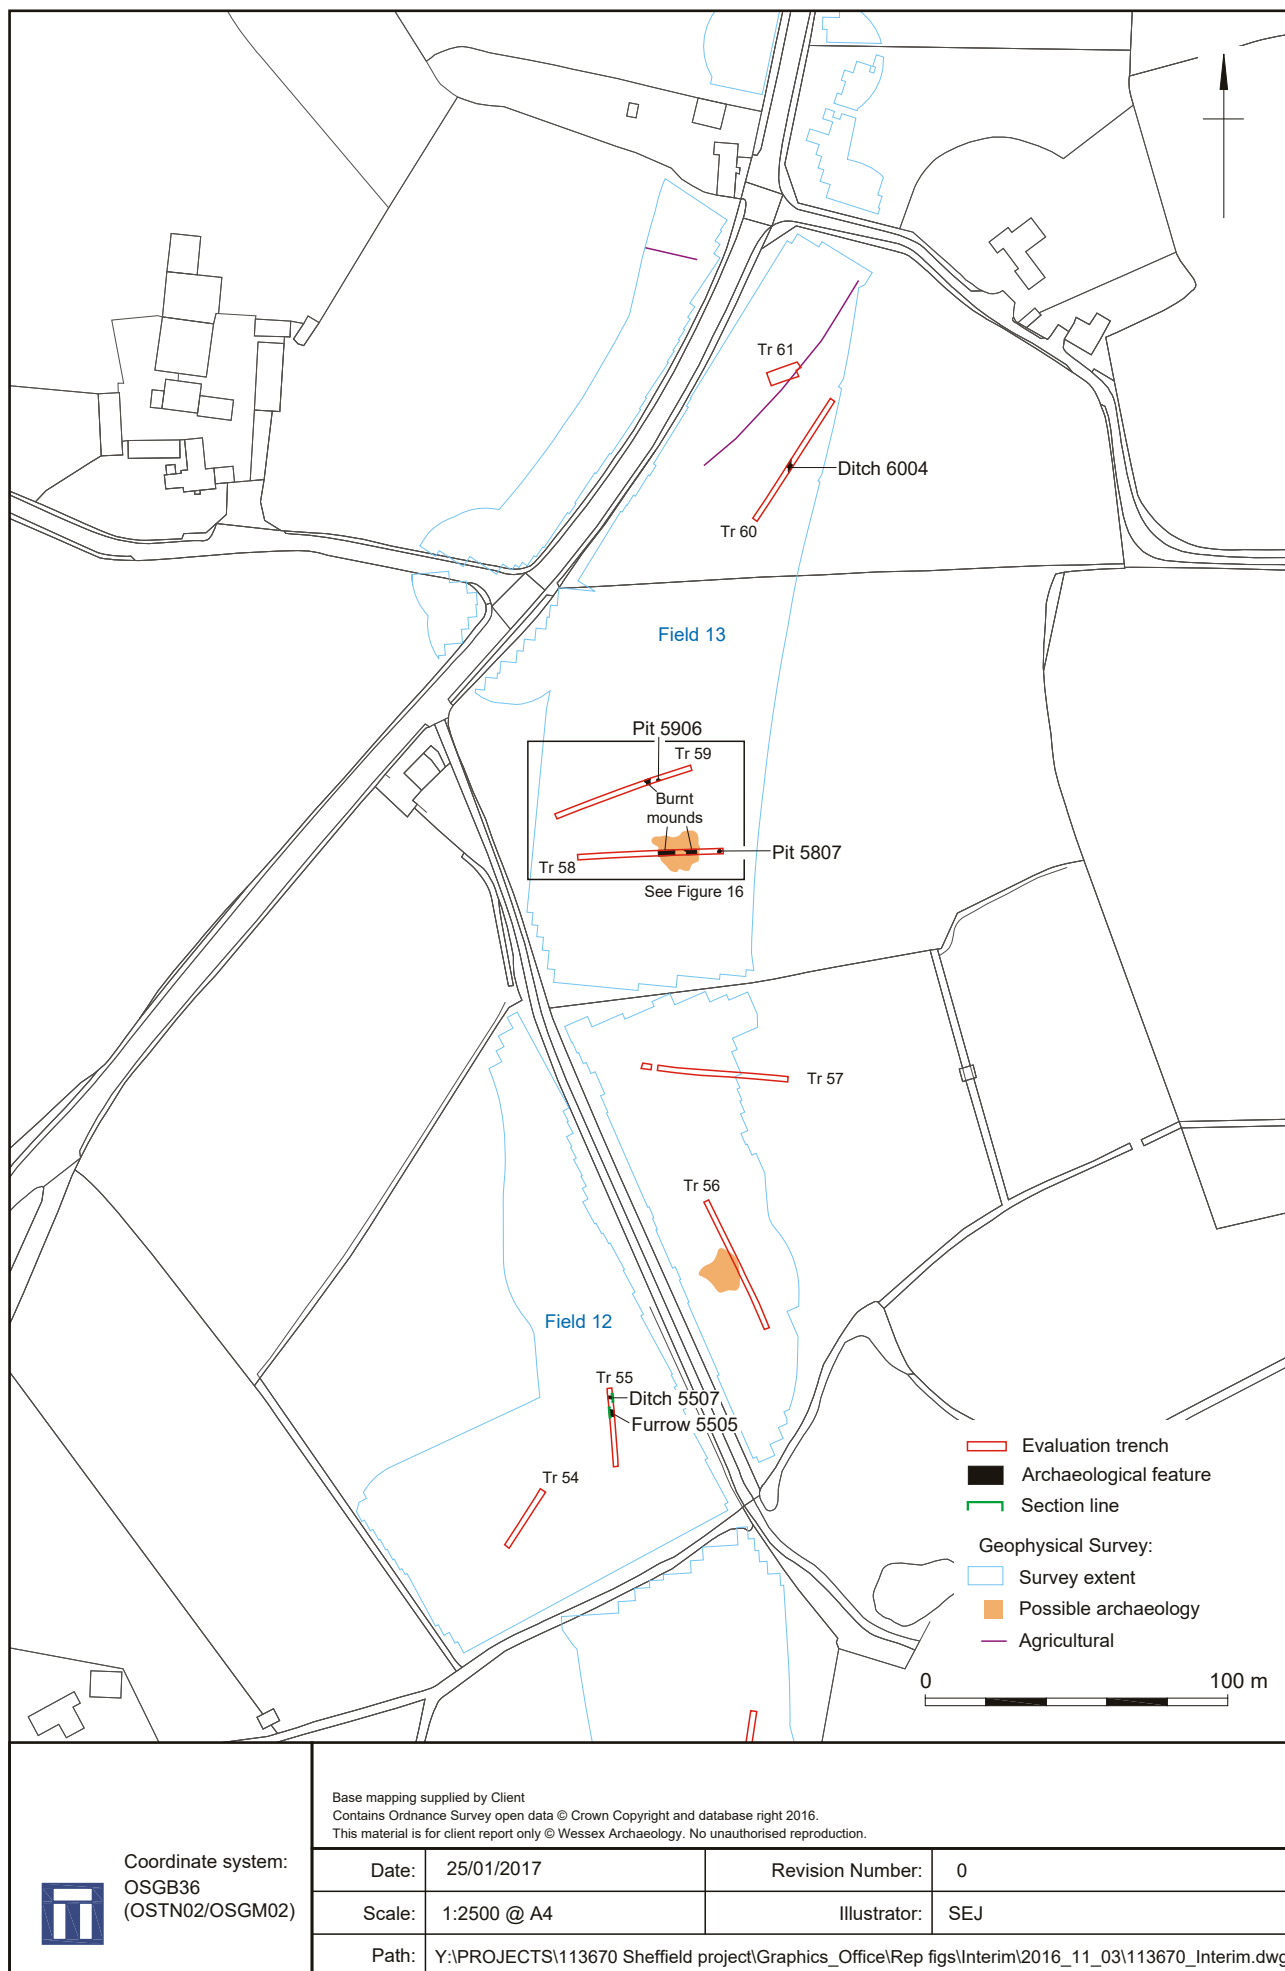 Tr 61
Ditch 6004
Tr 60
Field 13
Pit 5906
Tr 59
Burnt
mounds
Pit 5807
Tr 58
See Figure 16
Tr 57
Tr 56
Field 12
Tr 55
Ditch 5507
Furrow 5505
Tr 54
Evaluation trench
Archaeological feature
Section line
Geophysical Survey:
Survey extent
Possible archaeology
Agricultural
0 100 m
Base mapping supplied by Client
Contains Ordnance Survey open data © Crown Copyright and database right 2016.
This material is for client report only © Wessex Archaeology. No unauthorised reproduction.
Coordinate system:
OSGB36
(OSTN02/OSGM02)
Date: 25/01/2017 Revision Number: 0
Scale: 1:2500 @ A4 Illustrator: SEJ
Path: Y:\PROJECTS\113670 Sheffield project\Graphics_Office\Rep figs\Interim\2016_11_03\113670_Interim.dwg